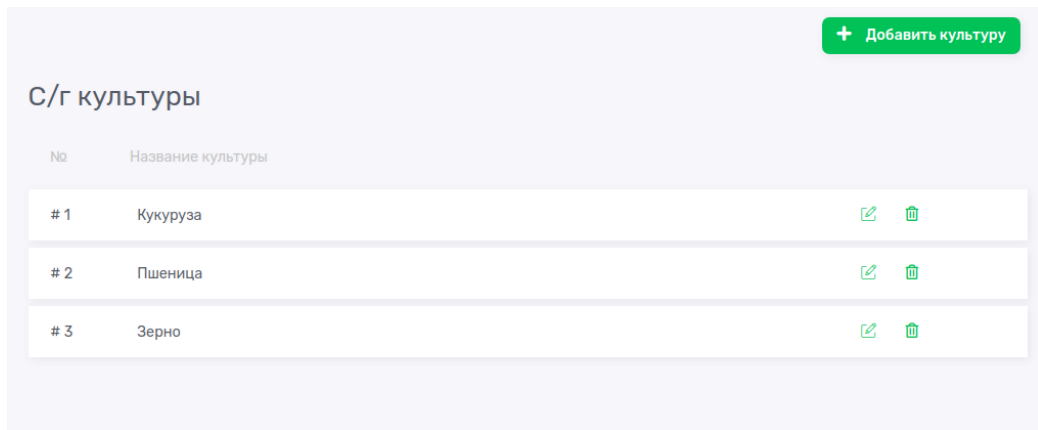 Добавить культуру
С/г культуры
№ Название культуры
# 1 Кукуруза
# 2 Пшеница
# 3 Зерно